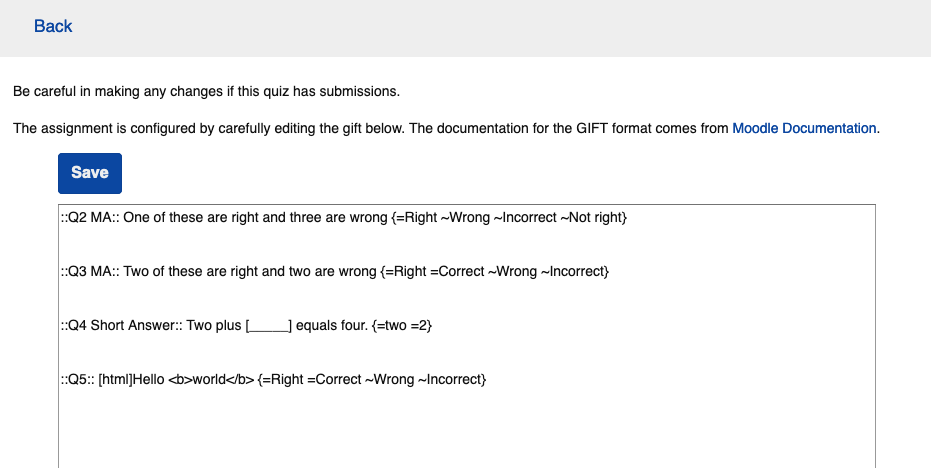 Back
Be careful in making any changes if this quiz has submissions.
The assignment is configured by carefully editing the gift below. The documentation for the GIFT format comes from Moodle Documentation.
Save
::Q2 MA:: One of these are right and three are wrong {=Right ~Wrong ~Incorrect ~Not right}
::Q3 MA:: Two of these are right and two are wrong {=Right =Correct ~Wrong ~Incorrect}
::Q4 Short Answer:: Two plus [_____] equals four. {=two =2}
::Q5:: [html]Hello <b>world</b> {=Right =Correct ~Wrong ~Incorrect}